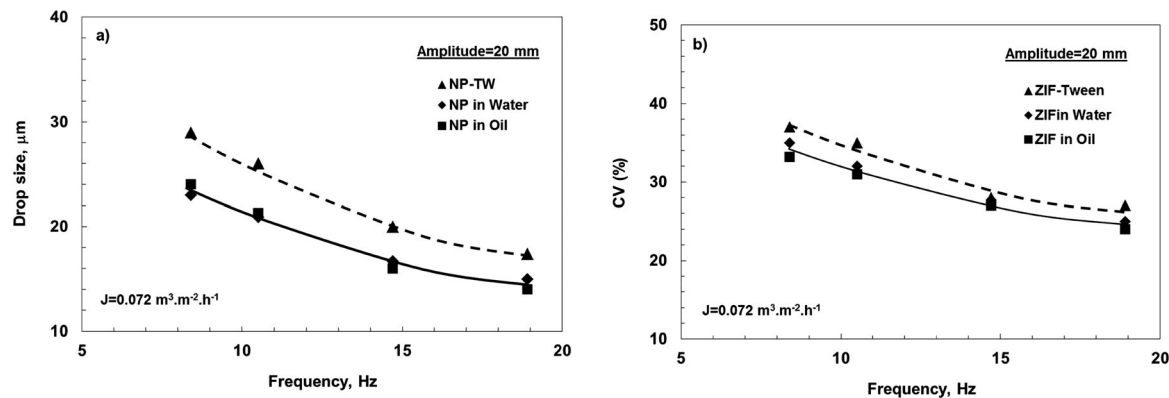 a)
Amplitude=20 mm
NP-TW
NP in Water
NP in Oil
J=0.072 m³.m⁻².h⁻¹
Drop size, μm
40
30
20
10
5
10
15
20
Frequency, Hz
b)
Amplitude=20 mm
ZIF-Tween
ZIFin Water
ZIF in Oil
J=0.072 m³.m⁻².h⁻¹
CV (%)
50
40
30
20
10
5
10
15
20
Frequency, Hz